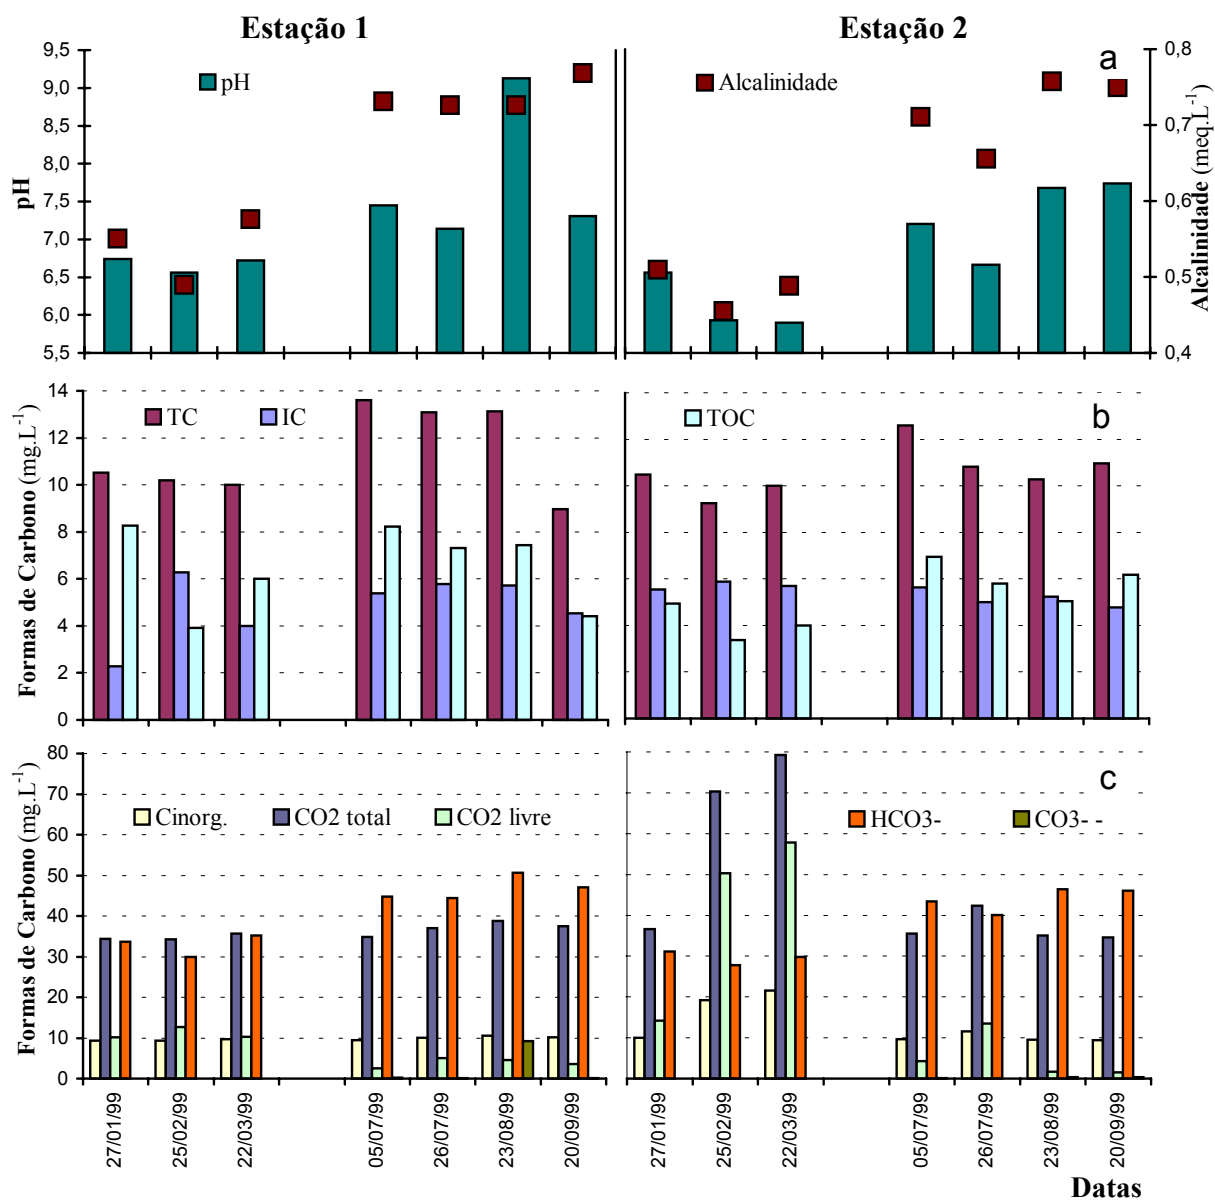 Estação 1
Estação 2
9,5
9,0
8,5
8,0
7,5
7,0
6,5
6,0
5,5
pH
pH
Alcalinidade
a
0,8
0,7
0,6
0,5
0,4
Alcalinidade (meq.L-1)
14
12
10
8
6
4
2
0
Formas de Carbono (mg.L-1)
TC
IC
TOC
b
80
70
60
50
40
30
20
10
0
Formas de Carbono (mg.L-1)
Cinorg.
CO2 total
CO2 livre
HCO3-
CO3- -
c
27/01/99
25/02/99
22/03/99
05/07/99
26/07/99
23/08/99
20/09/99
27/01/99
25/02/99
22/03/99
05/07/99
26/07/99
23/08/99
20/09/99
Datas